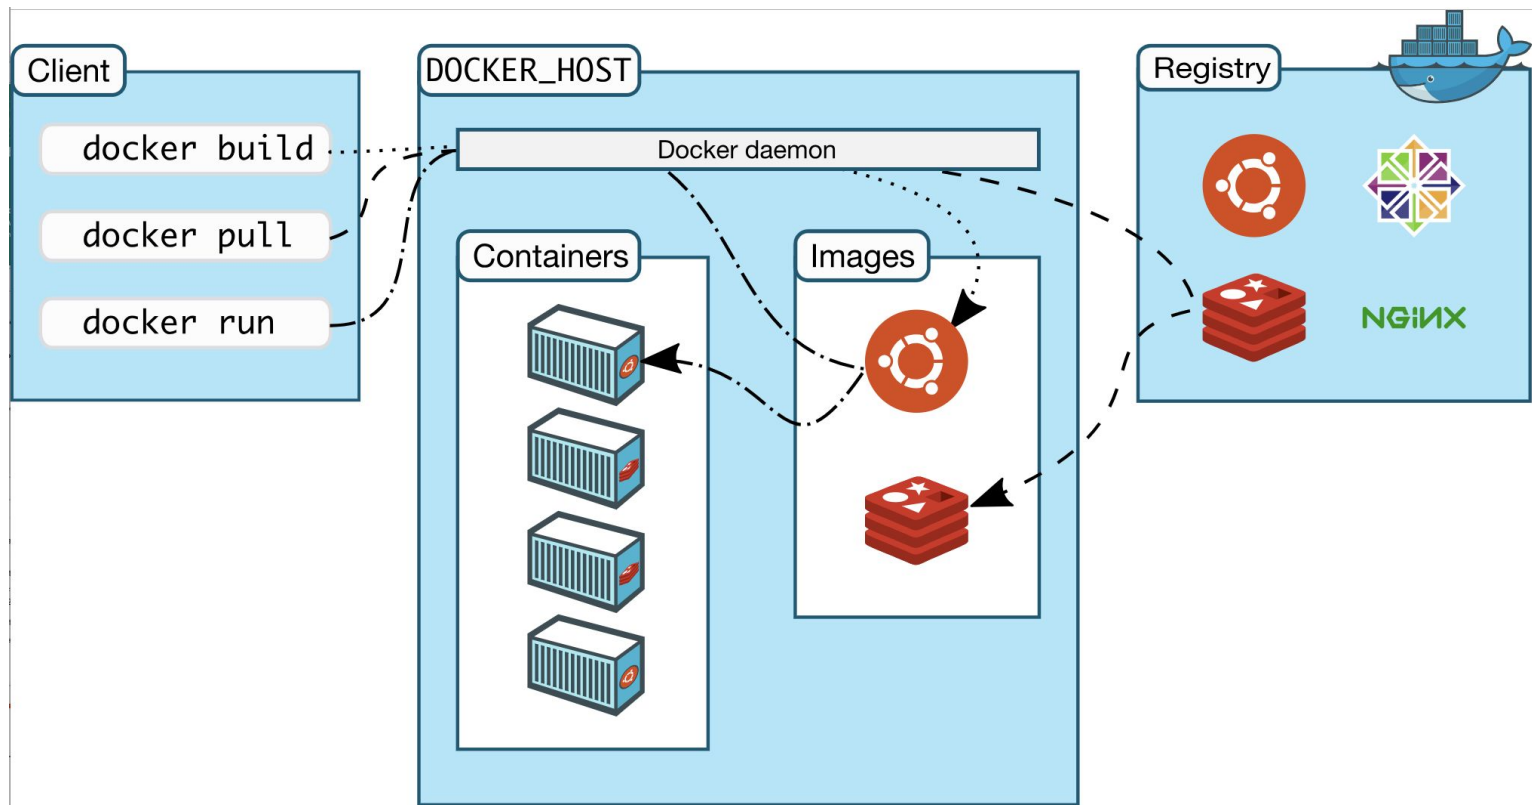 Client
docker build
docker pull
docker run
DOCKER_HOST
Docker daemon
Containers
Images
Registry
NGiNX